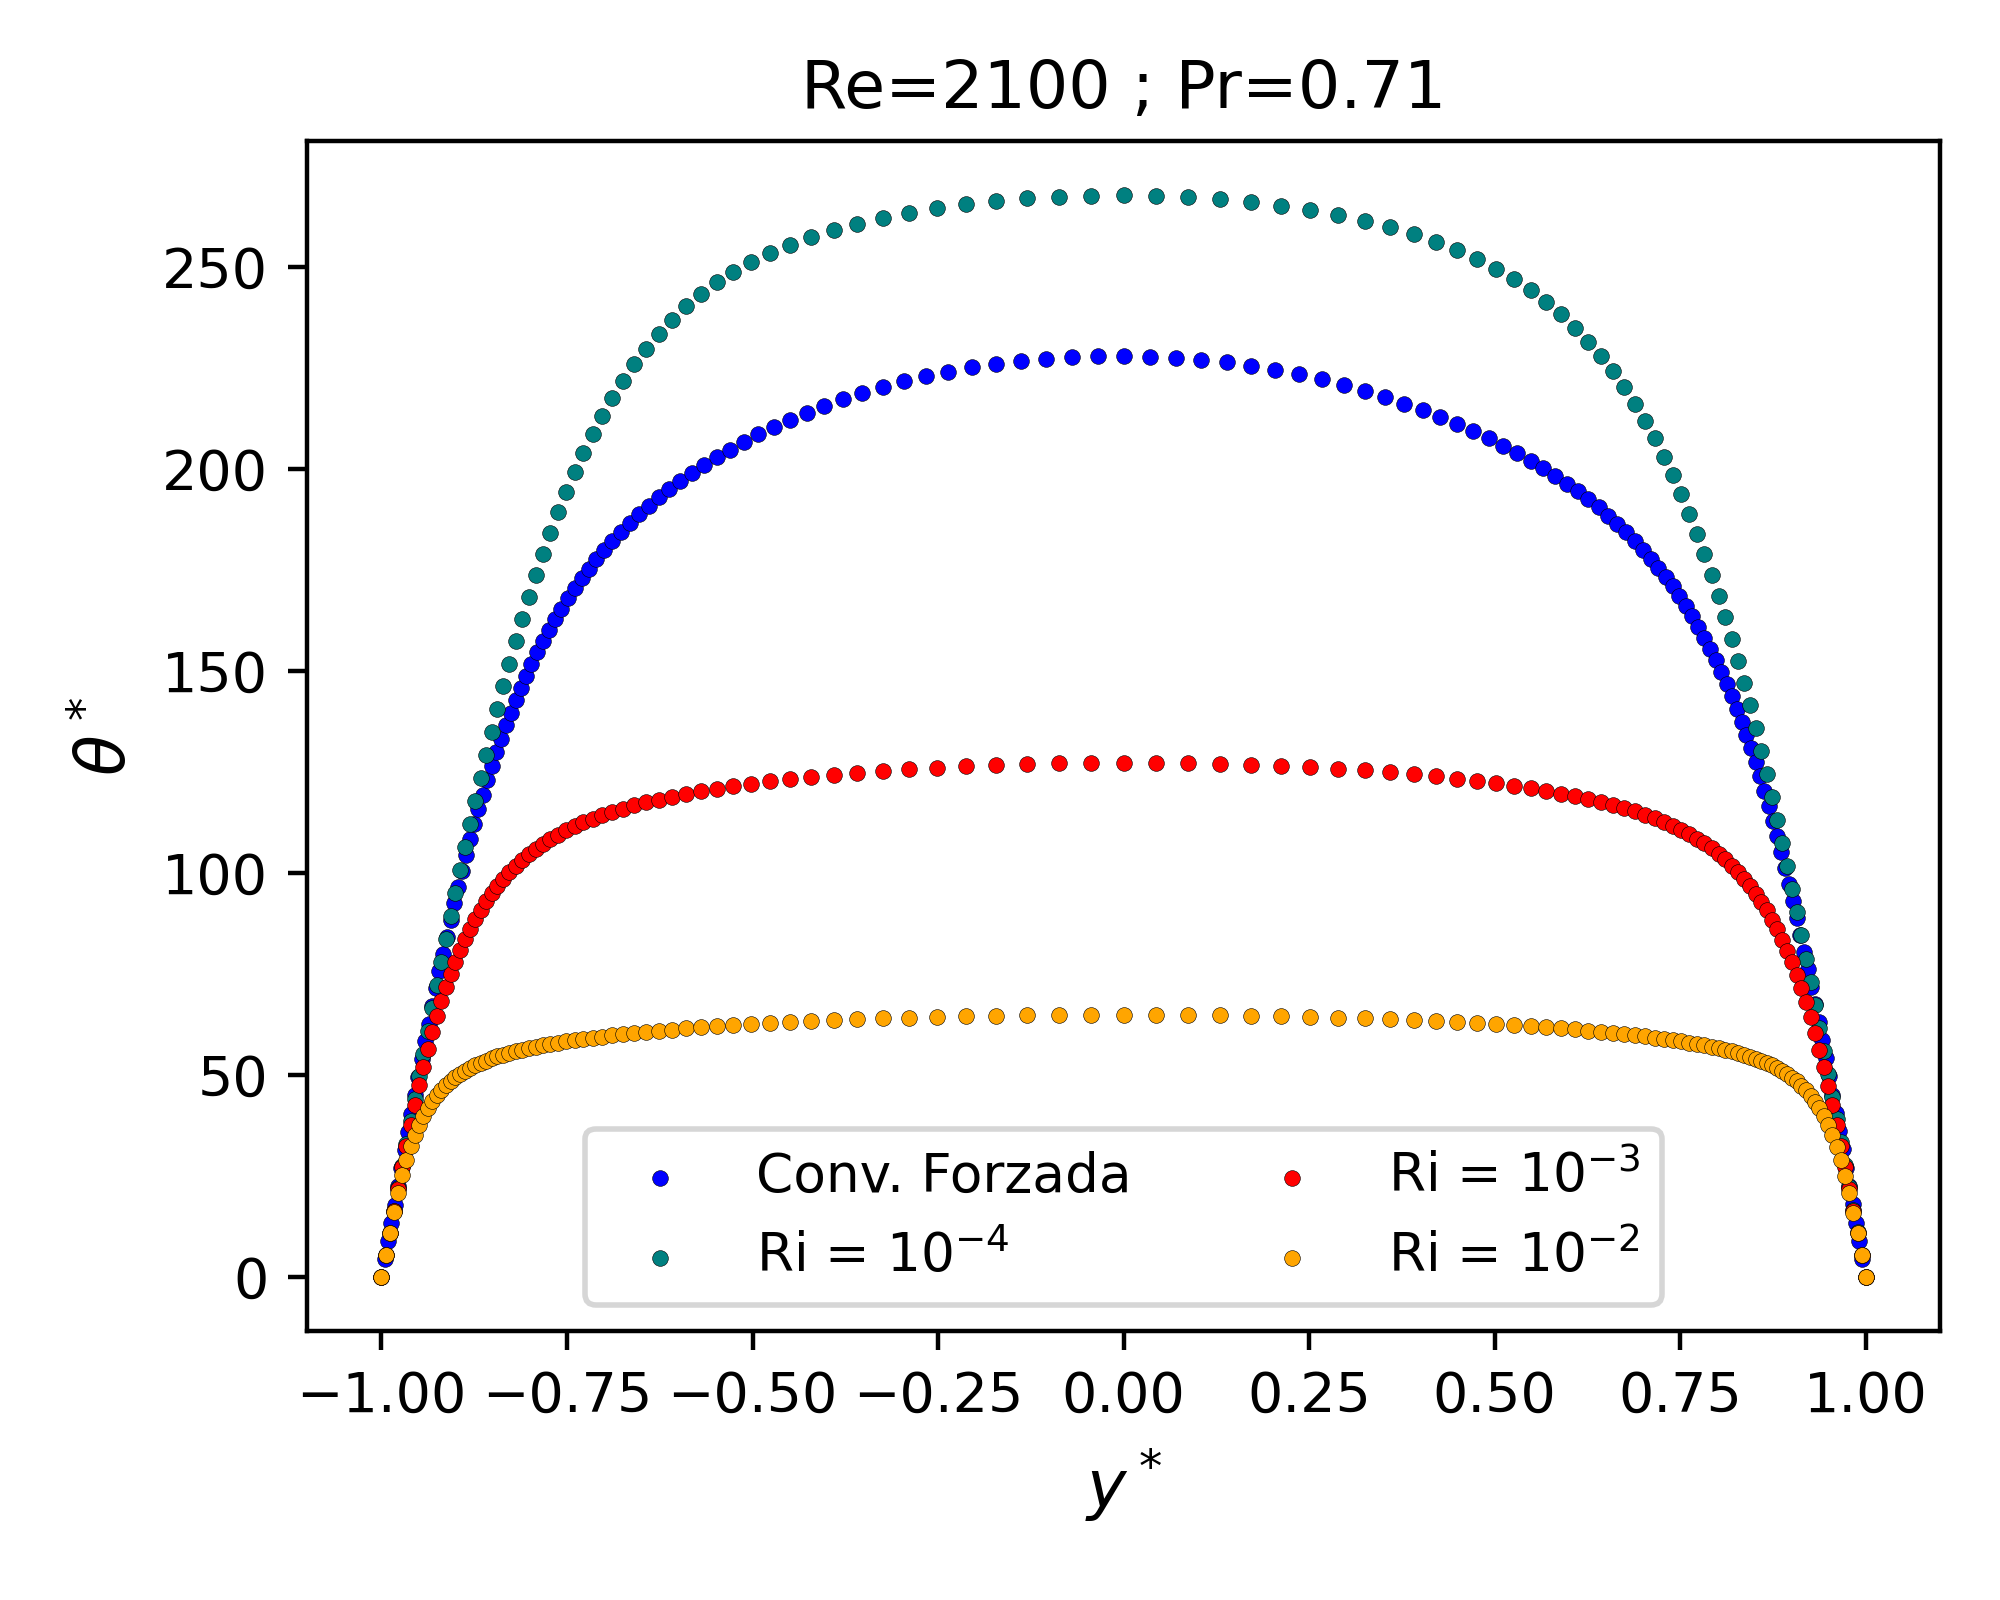 Re=2100 ; Pr=0.71
250
200
150
100
50
0
θ*
Conv. Forzada
Ri = 10⁻⁴
Ri = 10⁻³
Ri = 10⁻²
−1.00 −0.75 −0.50 −0.25 0.00 0.25 0.50 0.75 1.00
y*